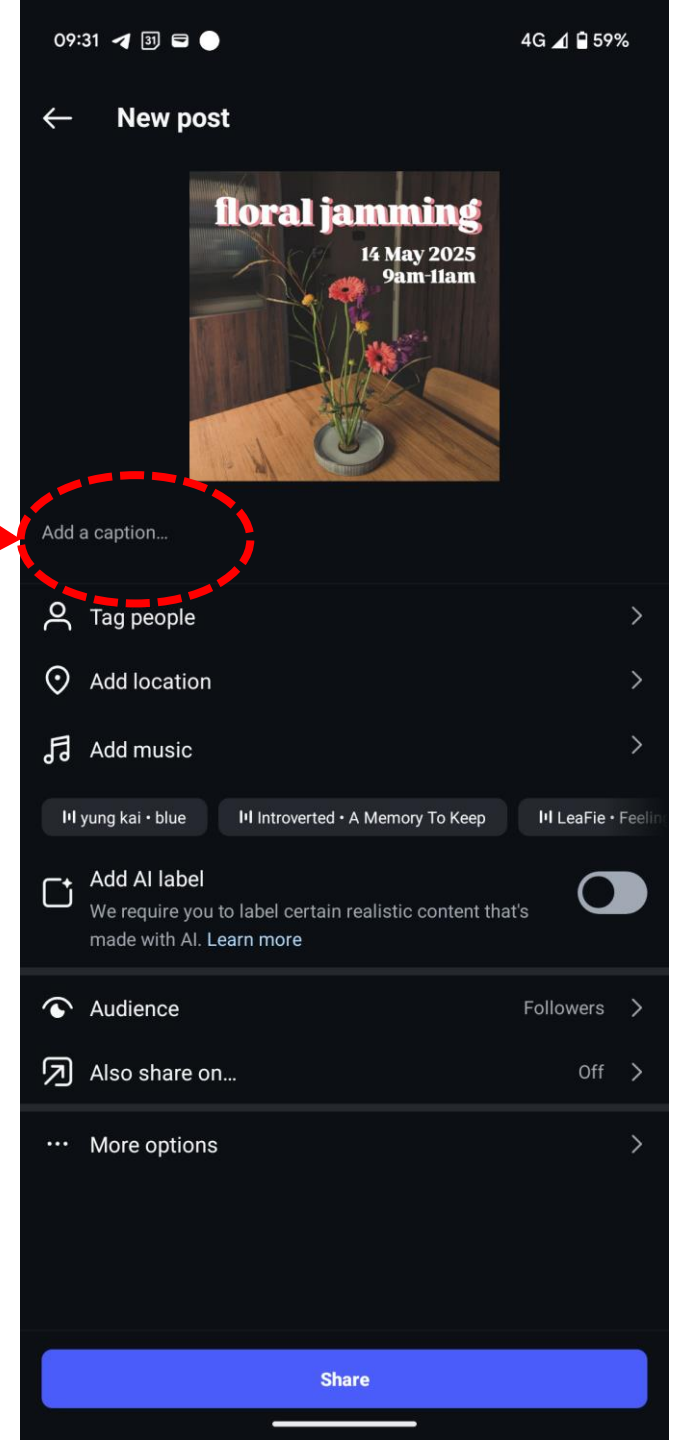 09:31 31 4G 59%
New post
floral jamming
14 May 2025
9am-11am
Add a caption…
Tag people
Add location
Add music
yung kai • blue Introverted • A Memory To Keep LeaFie • Feelin
Add AI label
We require you to label certain realistic content that's
made with AI. Learn more
Audience Followers
Also share on… Off
More options
Share